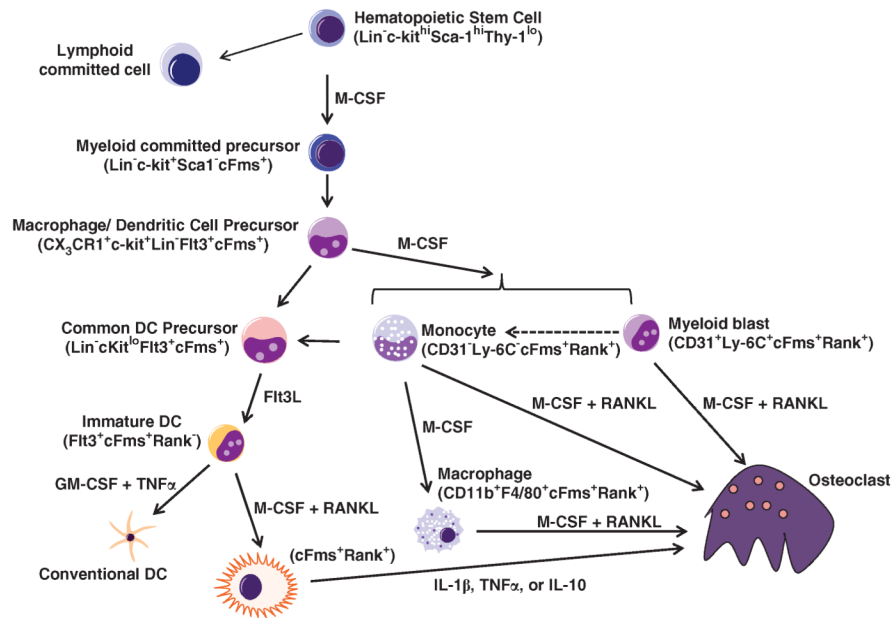 Hematopoietic Stem Cell
(Lin⁻c-kitʰⁱSca-1ʰⁱThy-1ˡᵒ)
Lymphoid
committed cell
M-CSF
Myeloid committed precursor
(Lin⁻c-kit⁺Sca1⁻cFms⁺)
Macrophage/ Dendritic Cell Precursor
(CX₃CR1⁺c-kit⁺Lin⁻Flt3⁺cFms⁺)
M-CSF
Common DC Precursor
(Lin⁻cKitˡᵒFlt3⁺cFms⁺)
Monocyte
(CD31⁻Ly-6C⁻cFms⁺Rank⁺)
Myeloid blast
(CD31⁺Ly-6C⁺cFms⁺Rank⁺)
Flt3L
M-CSF + RANKL
M-CSF + RANKL
Immature DC
(Flt3⁺cFms⁺Rank⁻)
M-CSF
GM-CSF + TNFα
Macrophage
(CD11b⁺F4/80⁺cFms⁺Rank⁺)
Osteoclast
M-CSF + RANKL
M-CSF + RANKL
(cFms⁺Rank⁺)
Conventional DC
IL-1β, TNFα, or IL-10